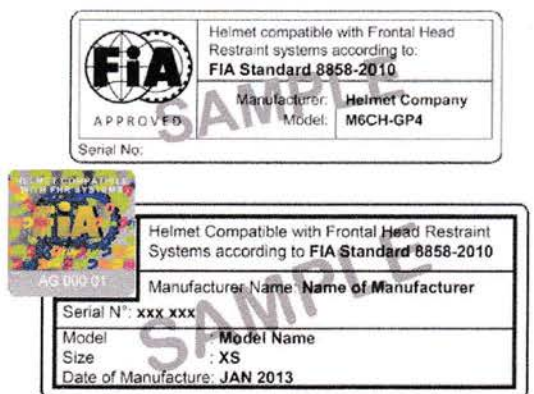 Helmet compatible with Frontal Head
Restraint systems according to:
FIA Standard 8858-2010
FiA
APPROVED
Manufacturer: Helmet Company
Model: M6CH-GP4
Serial No:
SAMPLE
HELMET COMPATIBLE
WITH FHR SYSTEMS
FiA
AG 000 01
Helmet Compatible with Frontal Head Restraint
Systems according to FIA Standard 8858-2010
Manufacturer Name: Name of Manufacturer
Serial N°: xxx xxx
Model : Model Name
Size : XS
Date of Manufacture: JAN 2013
SAMPLE